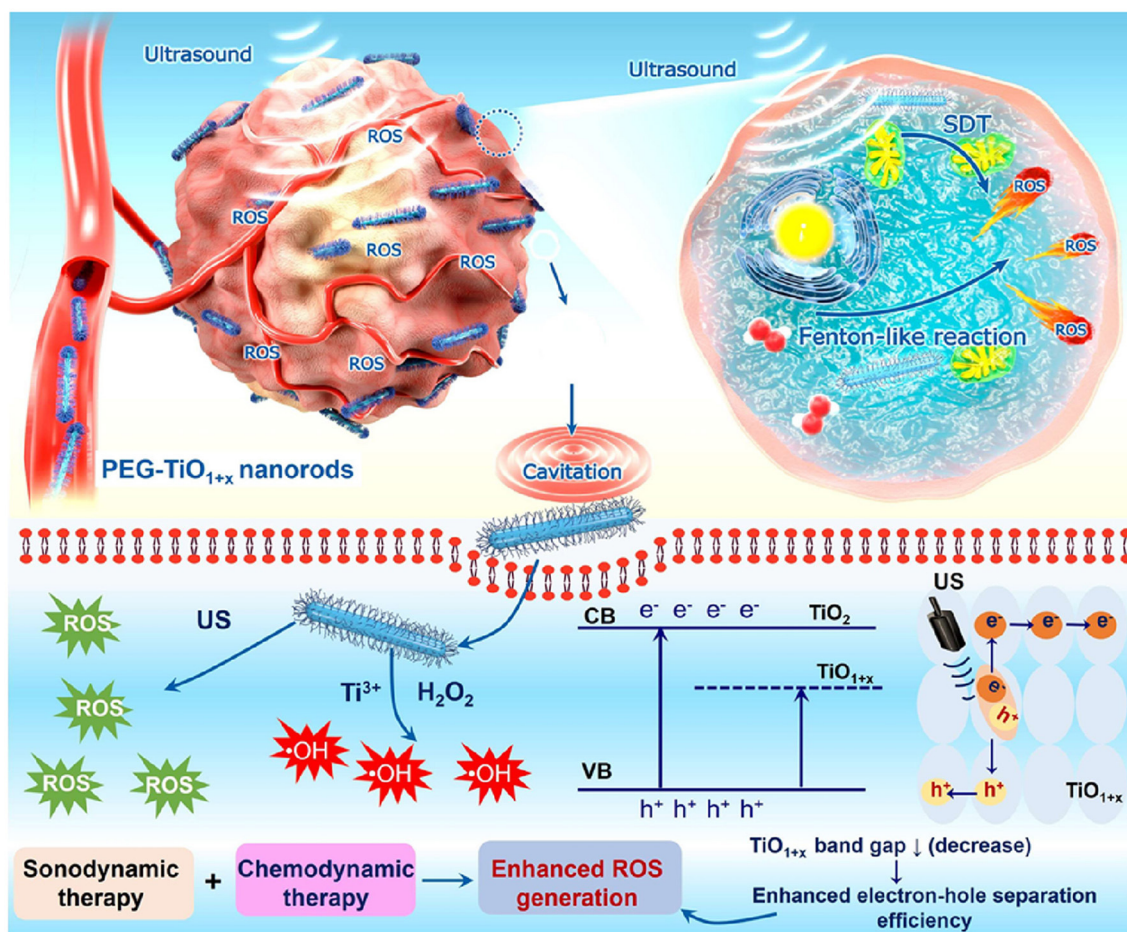 Ultrasound
Ultrasound
SDT
ROS
ROS
ROS
ROS
ROS
ROS
ROS
ROS
ROS
Fenton-like reaction
PEG-TiO₁₊ₓ nanorods
Cavitation
ROS
US
ROS
ROS
ROS
Ti³⁺
H₂O₂
·OH
·OH
·OH
CB
e⁻ e⁻ e⁻ e⁻
TiO₂
TiO₁₊ₓ
VB
h⁺ h⁺ h⁺ h⁺
US
e⁻
e⁻
e⁻
e⁻
h⁺
h⁺
h⁺
TiO₁₊ₓ
Sonodynamic
therapy
+
Chemodynamic
therapy
Enhanced ROS
generation
TiO₁₊ₓ band gap ↓ (decrease)
Enhanced electron-hole separation
efficiency